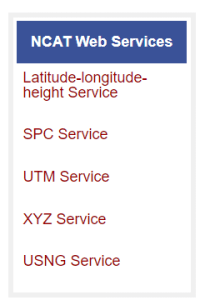 NCAT Web Services
Latitude-longitude-
height Service
SPC Service
UTM Service
XYZ Service
USNG Service